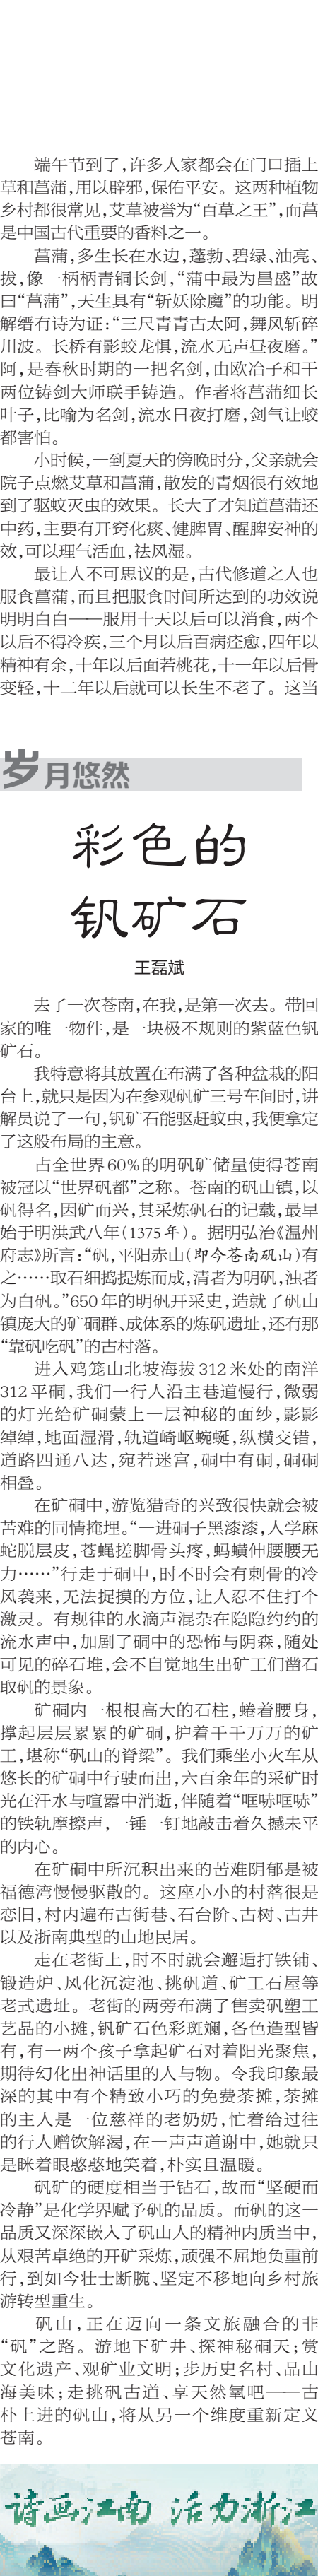 端午节到了，许多人家都会在门口插上
草和菖蒲，用以辟邪，保佑平安。这两种植物
乡村都很常见，艾草被誉为“百草之王”，而菖
是中国古代重要的香料之一。
菖蒲，多生长在水边，蓬勃、碧绿、油亮、
拔，像一柄柄青铜长剑，“蒲中最为昌盛”故
曰“菖蒲”，天生具有“斩妖除魔”的功能。明
解缙有诗为证：“三尺青青古太阿，舞风斩碎
川波。长桥有影蛟龙惧，流水无声昼夜磨。”
阿，是春秋时期的一把名剑，由欧冶子和干
两位铸剑大师联手铸造。作者将菖蒲细长
叶子，比喻为名剑，流水日夜打磨，剑气让蛟
都害怕。
小时候，一到夏天的傍晚时分，父亲就会
院子点燃艾草和菖蒲，散发的青烟很有效地
到了驱蚊灭虫的效果。长大了才知道菖蒲还
中药，主要有开窍化痰、健脾胃、醒脾安神的
效，可以理气活血，祛风湿。
最让人不可思议的是，古代修道之人也
服食菖蒲，而且把服食时间所达到的功效说
明明白白——服用十天以后可以消食，两个
以后不得冷疾，三个月以后百病痊愈，四年以
精神有余，十年以后面若桃花，十一年以后骨
变轻，十二年以后就可以长生不老了。这当
岁月悠然
彩色的
钒矿石
王磊斌
去了一次苍南，在我，是第一次去。带回
家的唯一物件，是一块极不规则的紫蓝色钒
矿石。
我特意将其放置在布满了各种盆栽的阳
台上，就只是因为在参观矾矿三号车间时，讲
解员说了一句，钒矿石能驱赶蚊虫，我便拿定
了这般布局的主意。
占全世界60%的明矾矿储量使得苍南
被冠以“世界矾都”之称。苍南的矾山镇，以
矾得名，因矿而兴，其采炼矾石的记载，最早
始于明洪武八年（1375年）。据明弘治《温州
府志》所言：“矾，平阳赤山（即今苍南矾山）有
之……取石细捣提炼而成，清者为明矾，浊者
为白矾。”650年的明矾开采史，造就了矾山
镇庞大的矿硐群、成体系的炼矾遗址，还有那
“靠矾吃矾”的古村落。
进入鸡笼山北坡海拔312米处的南洋
312平硐，我们一行人沿主巷道慢行，微弱
的灯光给矿硐蒙上一层神秘的面纱，影影
绰绰，地面湿滑，轨道崎岖蜿蜒，纵横交错，
道路四通八达，宛若迷宫，硐中有硐，硐硐
相叠。
在矿硐中，游览猎奇的兴致很快就会被
苦难的同情掩埋。“一进硐子黑漆漆，人学麻
蛇脱层皮，苍蝇搓脚骨头疼，蚂蟥伸腰腰无
力……”行走于硐中，时不时会有刺骨的冷
风袭来，无法捉摸的方位，让人忍不住打个
激灵。有规律的水滴声混杂在隐隐约约的
流水声中，加剧了硐中的恐怖与阴森，随处
可见的碎石堆，会不自觉地生出矿工们凿石
取矾的景象。
矿硐内一根根高大的石柱，蜷着腰身，
撑起层层累累的矿硐，护着千千万万的矿
工，堪称“矾山的脊梁”。我们乘坐小火车从
悠长的矿硐中行驶而出，六百余年的采矿时
光在汗水与喧嚣中消逝，伴随着“哐哧哐哧”
的铁轨摩擦声，一锤一钉地敲击着久撼未平
的内心。
在矿硐中所沉积出来的苦难阴郁是被
福德湾慢慢驱散的。这座小小的村落很是
恋旧，村内遍布古街巷、石台阶、古树、古井
以及浙南典型的山地民居。
走在老街上，时不时就会邂逅打铁铺、
锻造炉、风化沉淀池、挑矾道、矿工石屋等
老式遗址。老街的两旁布满了售卖矾塑工
艺品的小摊，钒矿石色彩斑斓，各色造型皆
有，有一两个孩子拿起矿石对着阳光聚焦，
期待幻化出神话里的人与物。令我印象最
深的其中有个精致小巧的免费茶摊，茶摊
的主人是一位慈祥的老奶奶，忙着给过往
的行人赠饮解渴，在一声声道谢中，她就只
是眯着眼憨憨地笑着，朴实且温暖。
矾矿的硬度相当于钻石，故而“坚硬而
冷静”是化学界赋予矾的品质。而矾的这一
品质又深深嵌入了矾山人的精神内质当中，
从艰苦卓绝的开矿采炼，顽强不屈地负重前
行，到如今壮士断腕、坚定不移地向乡村旅
游转型重生。
矾山，正在迈向一条文旅融合的非
“矾”之路。游地下矿井、探神秘硐天；赏
文化遗产、观矿业文明；步历史名村、品山
海美味；走挑矾古道、享天然氧吧——古
朴上进的矾山，将从另一个维度重新定义
苍南。
诗画江南 活力浙江